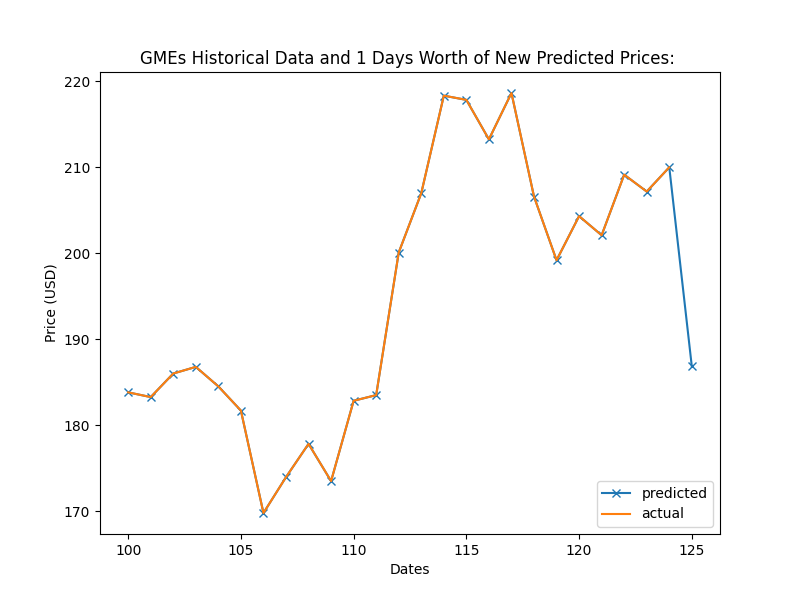 GMEs Historical Data and 1 Days Worth of New Predicted Prices:
220
210
200
190
180
170
Price (USD)
predicted
actual
100
105
110
115
120
125
Dates